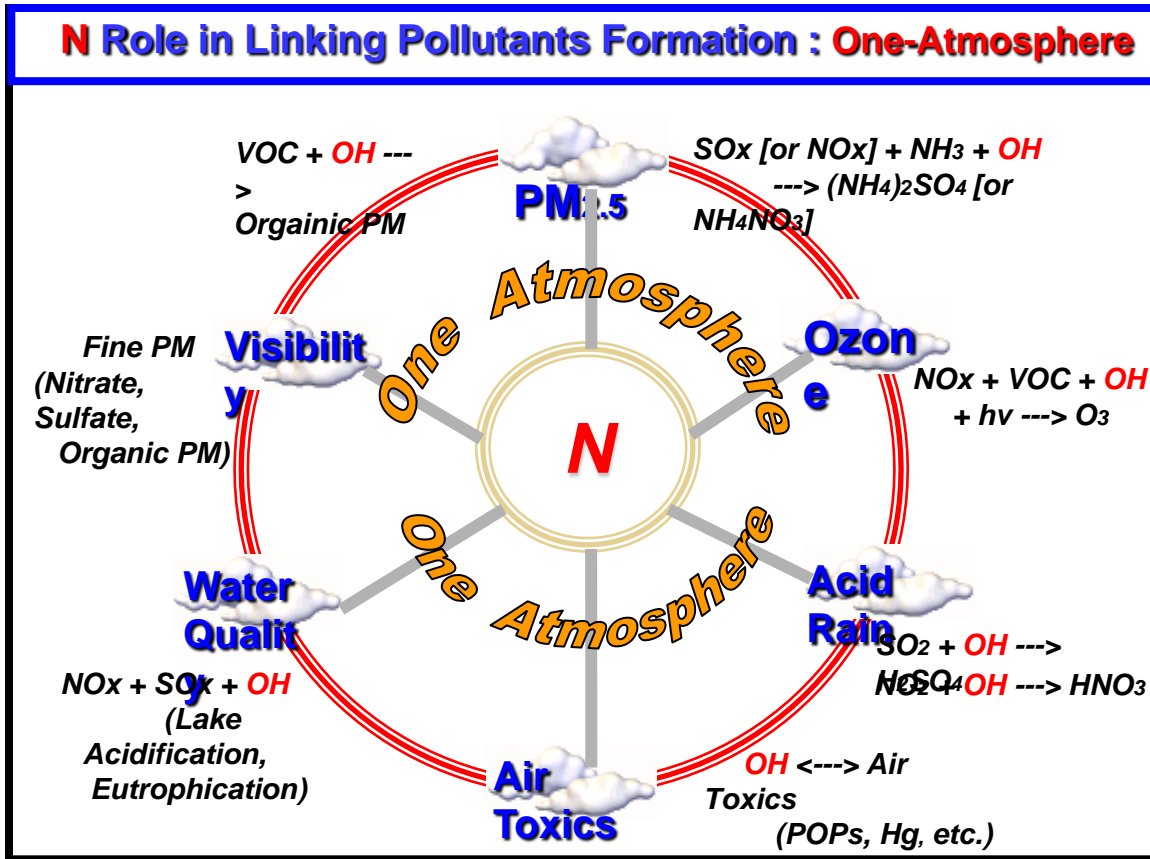 N Role in Linking Pollutants Formation : One-Atmosphere
VOC + OH ---
>
Orgainic PM
PM2.5
SOx [or NOx] + NH3 + OH
---> (NH4)2SO4 [or
NH4NO3]
One Atmosphere
Visibilit
y
Fine PM
(Nitrate,
Sulfate,
Organic PM)
Ozon
e
NOx + VOC + OH
+ hv ---> O3
N
One Atmosphere
Water
Qualit
y
NOx + SOx + OH
(Lake
Acidification,
Eutrophication)
Acid
Rain
SO2 + OH --->
H2SO4
NO2 + OH ---> HNO3
Air
Toxics
OH <---> Air
Toxics
(POPs, Hg, etc.)